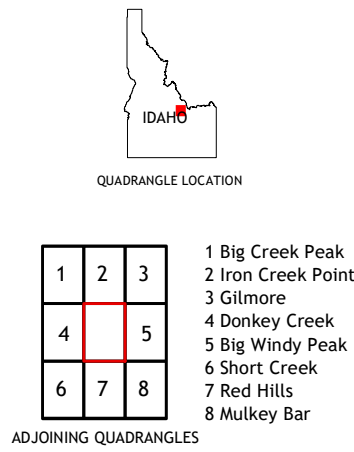 IDAHO
QUADRANGLE LOCATION
1 2 3
4 5
6 7 8
ADJOINING QUADRANGLES
1 Big Creek Peak
2 Iron Creek Point
3 Gilmore
4 Donkey Creek
5 Big Windy Peak
6 Short Creek
7 Red Hills
8 Mulkey Bar